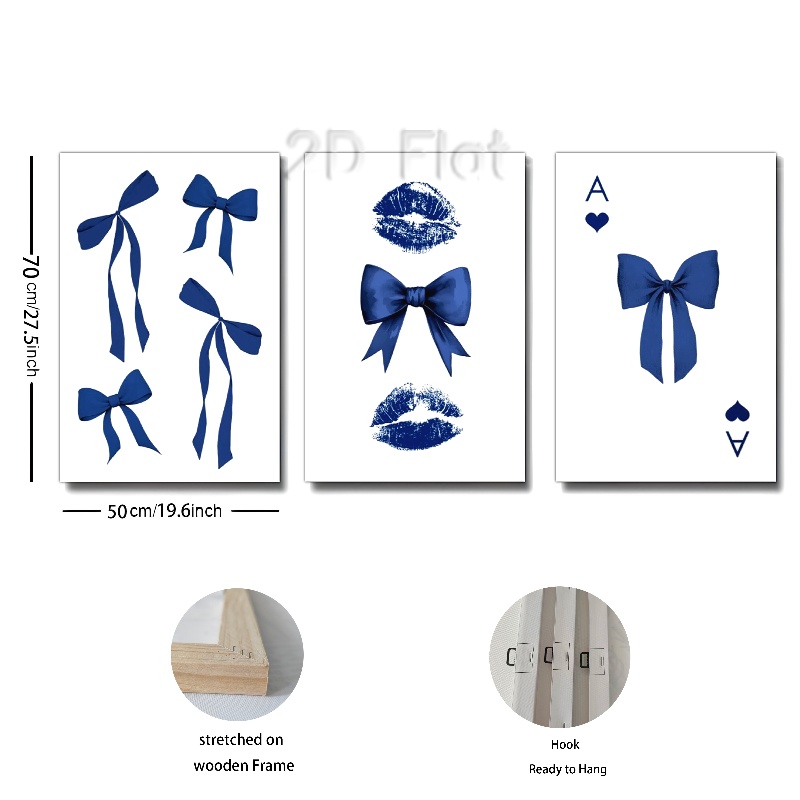 2D Flat
A
A
70 cm/27.5inch
50cm/19.6inch
stretched on
wooden Frame
Hook
Ready to Hang